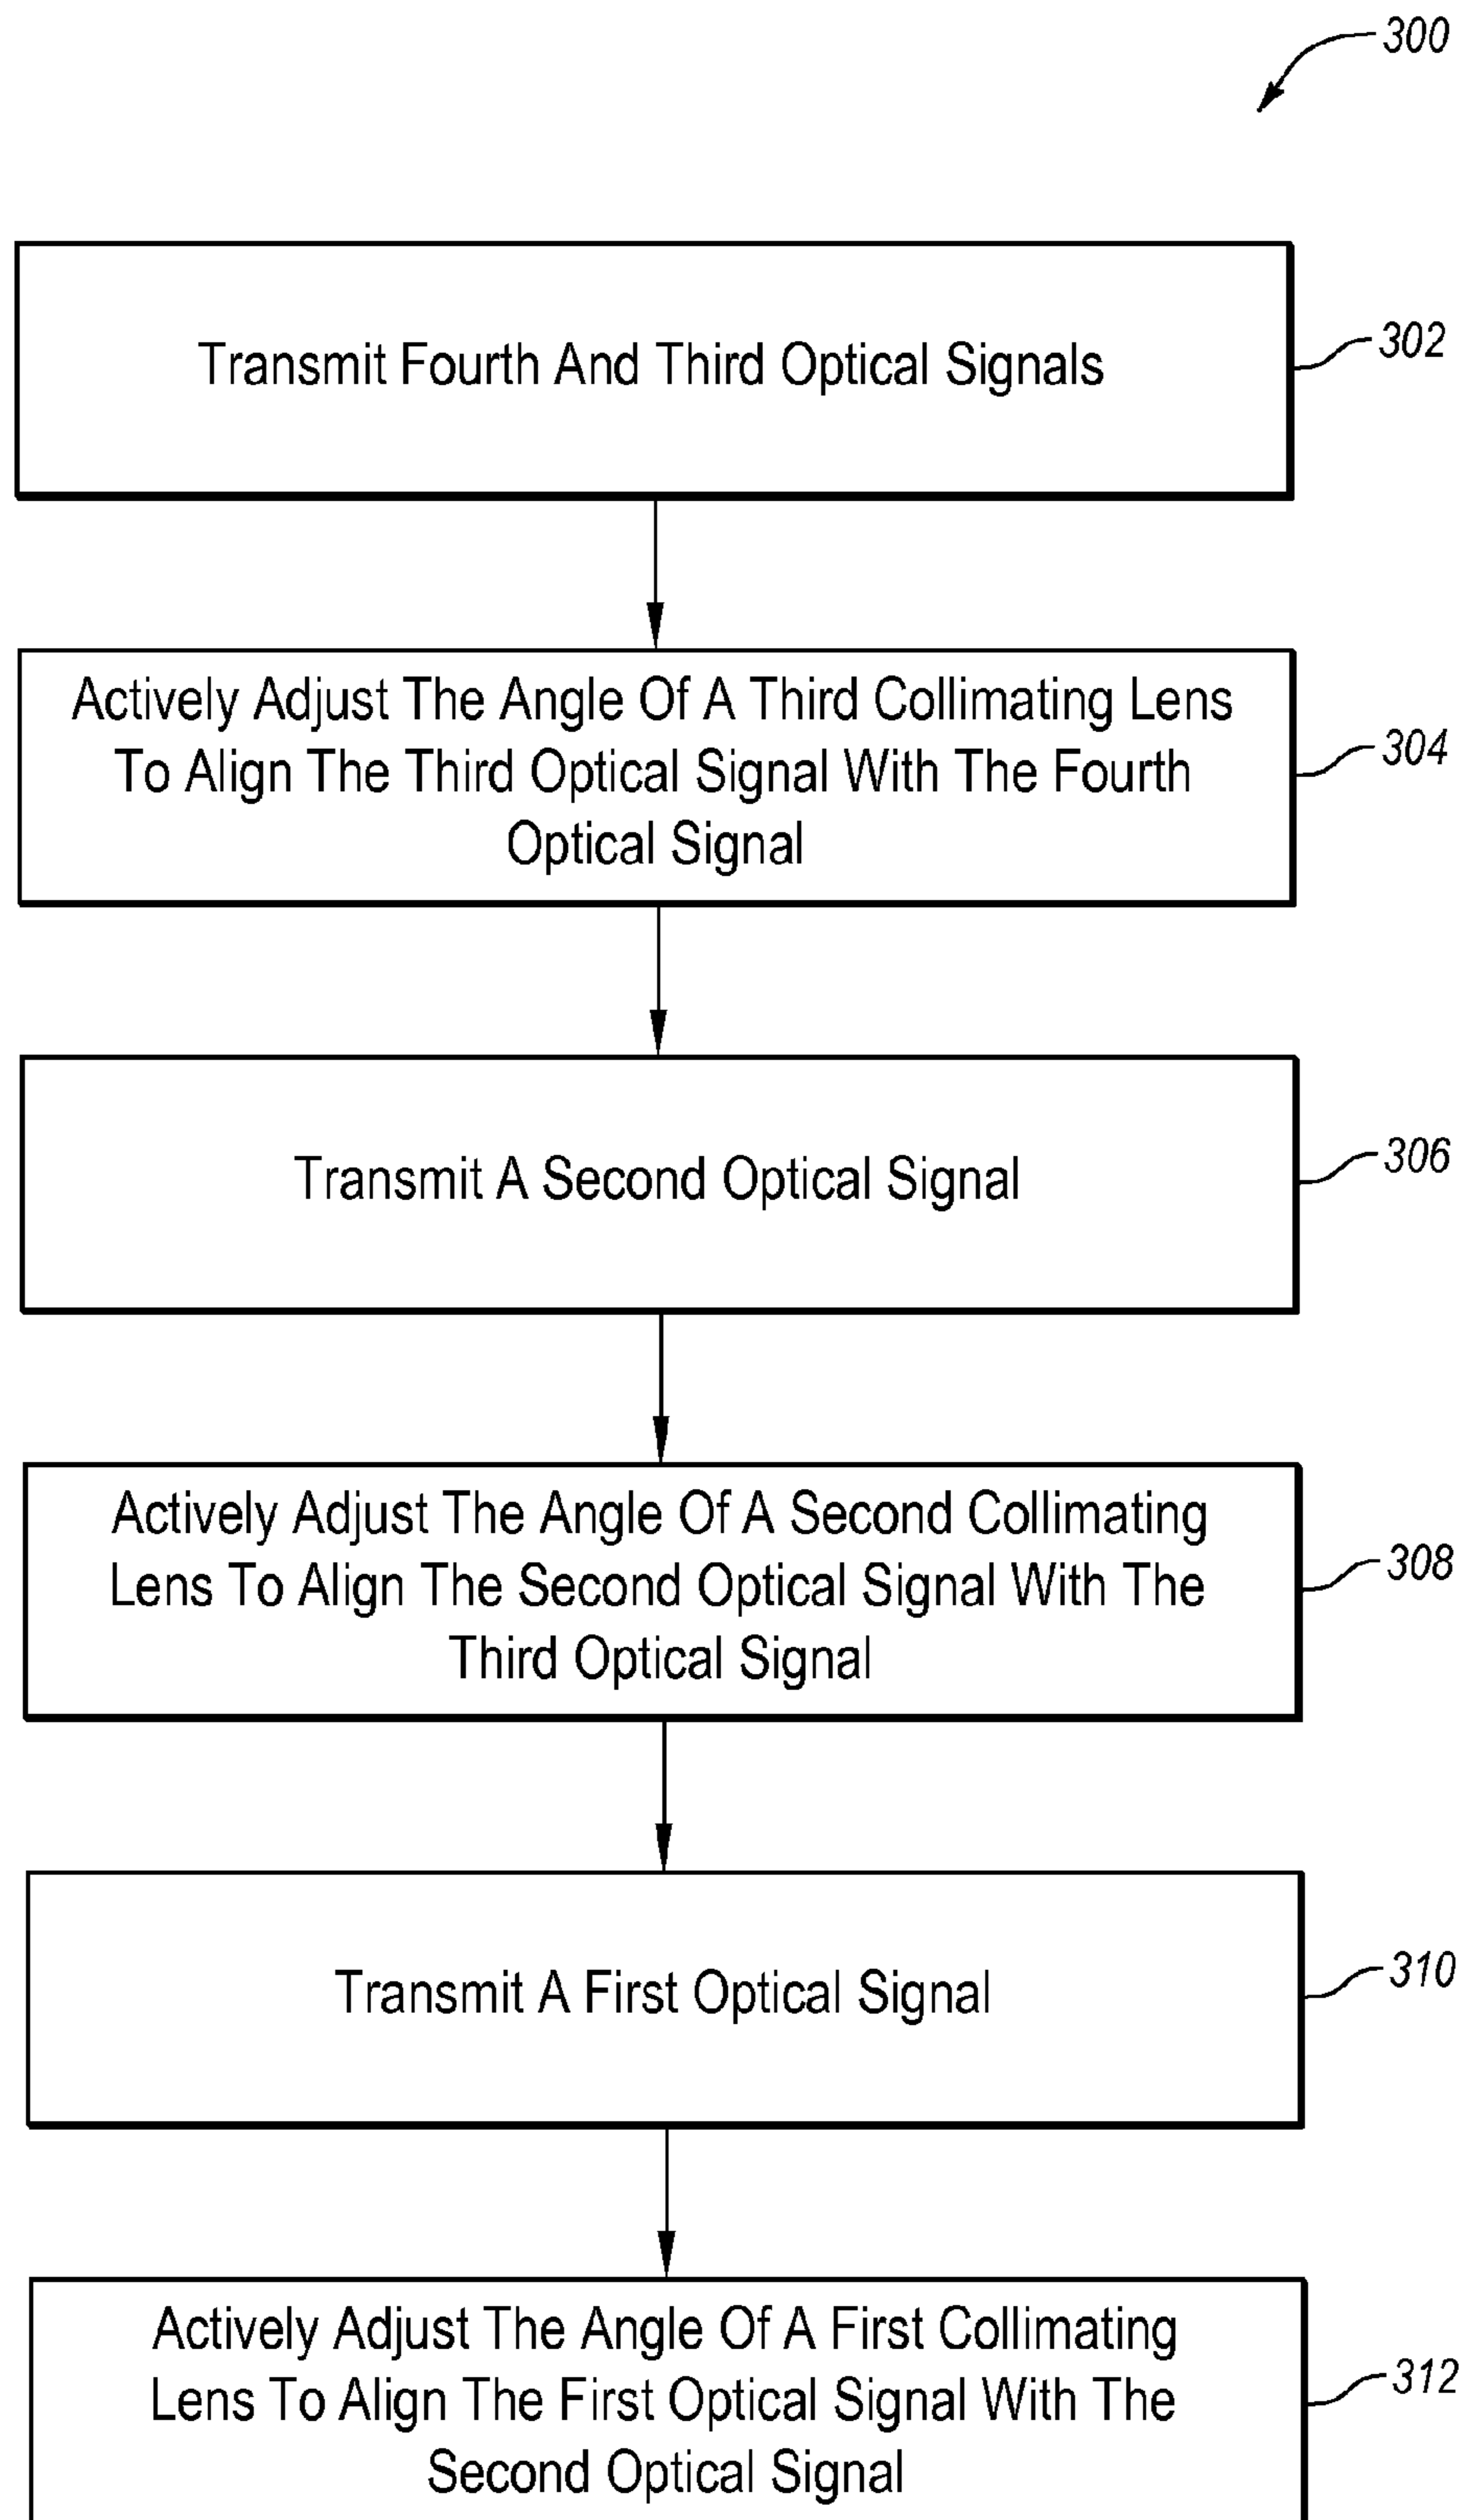 300
Transmit Fourth And Third Optical Signals
302
Actively Adjust The Angle Of A Third Collimating Lens
To Align The Third Optical Signal With The Fourth
Optical Signal
304
Transmit A Second Optical Signal
306
Actively Adjust The Angle Of A Second Collimating
Lens To Align The Second Optical Signal With The
Third Optical Signal
308
Transmit A First Optical Signal
310
Actively Adjust The Angle Of A First Collimating
Lens To Align The First Optical Signal With The
Second Optical Signal
312